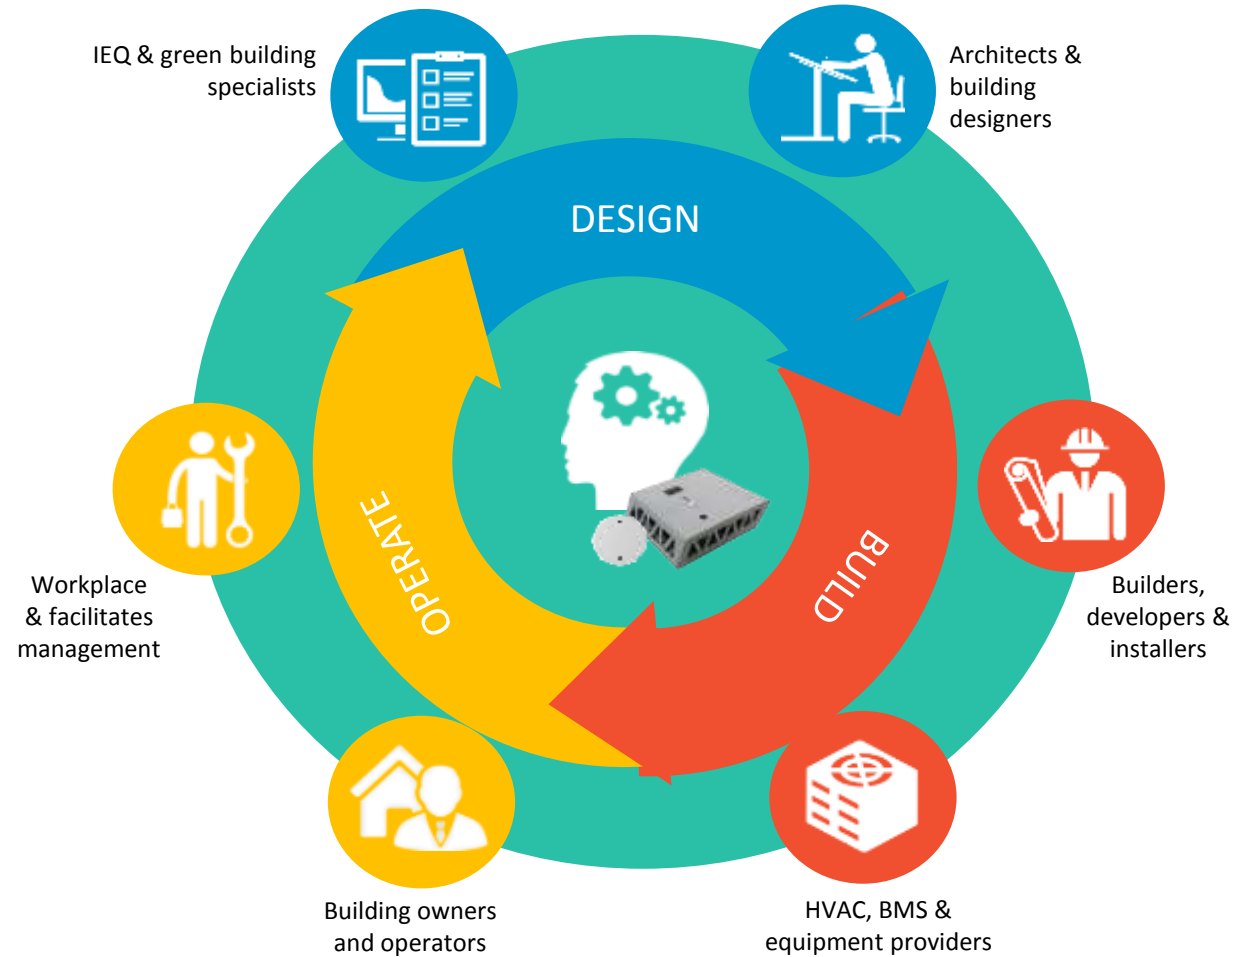 IEQ & green building
specialists
Architects &
building
designers
DESIGN
OPERATE
BUILD
Workplace
& facilitates
management
Builders,
developers &
installers
Building owners
and operators
HVAC, BMS &
equipment providers